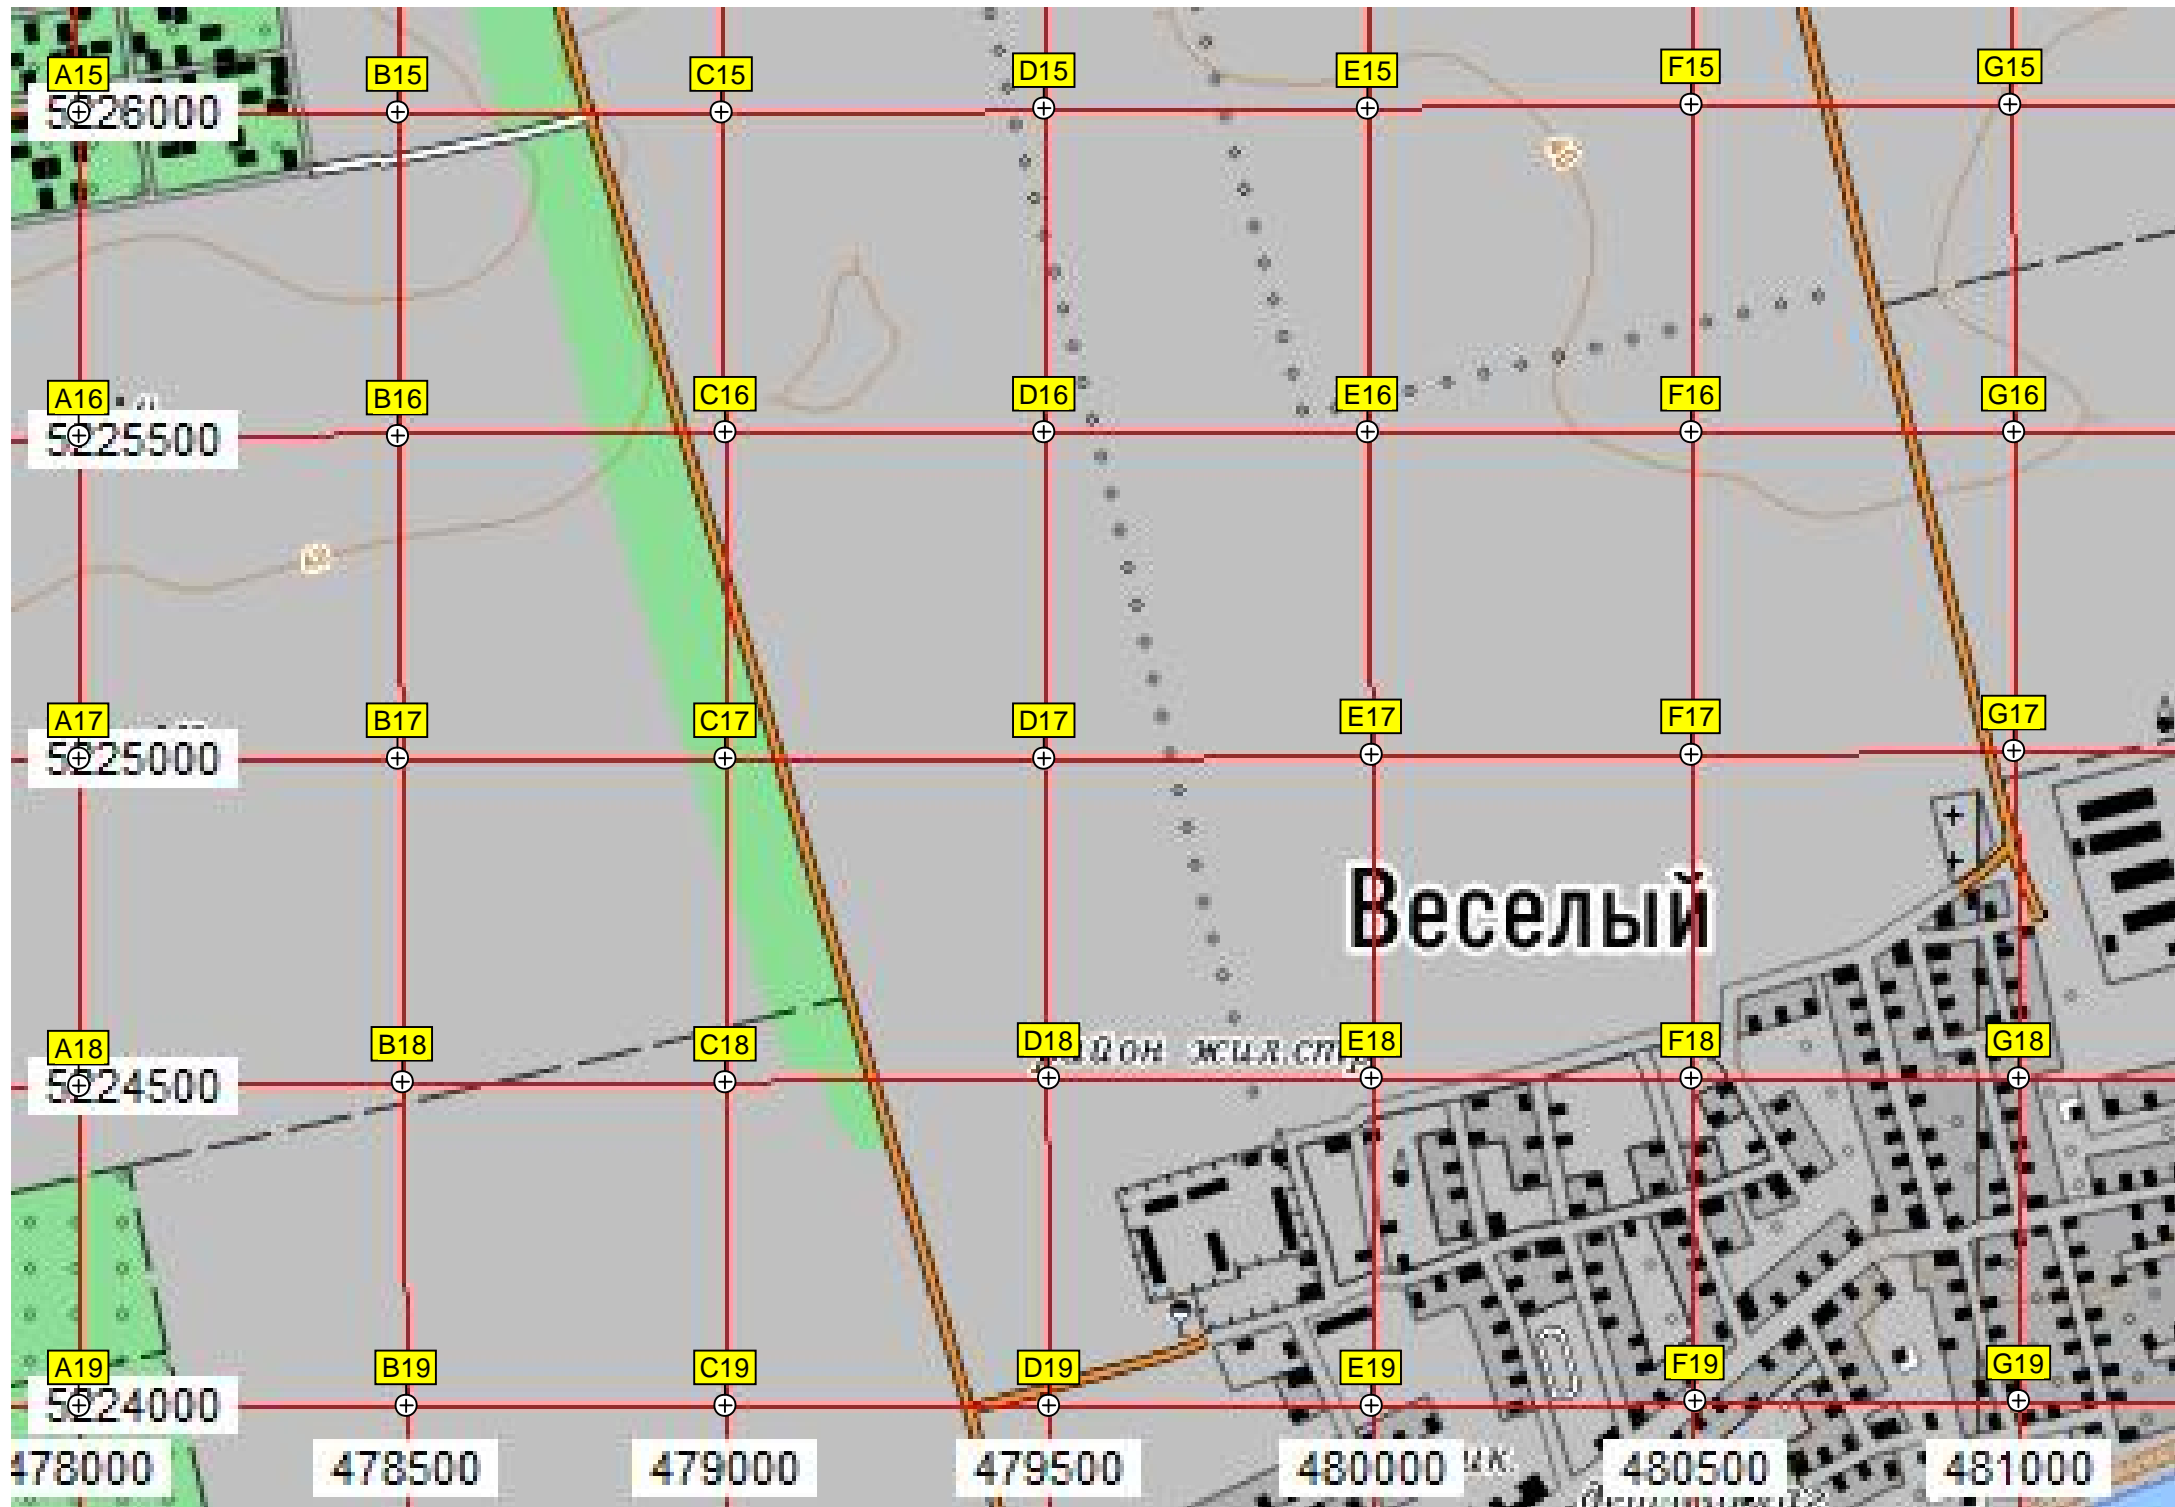 A15 B15 C15 D15 E15 F15 G15
5226000
A16 B16 C16 D16 E16 F16 G16
5225500
A17 B17 C17 D17 E17 F17 G17
5225000
Веселый
A18 B18 C18 D18 E18 F18 G18
жил.стр
5224500
A19 B19 C19 D19 E19 F19 G19
5224000
478000 478500 479000 479500 480000 480500 481000